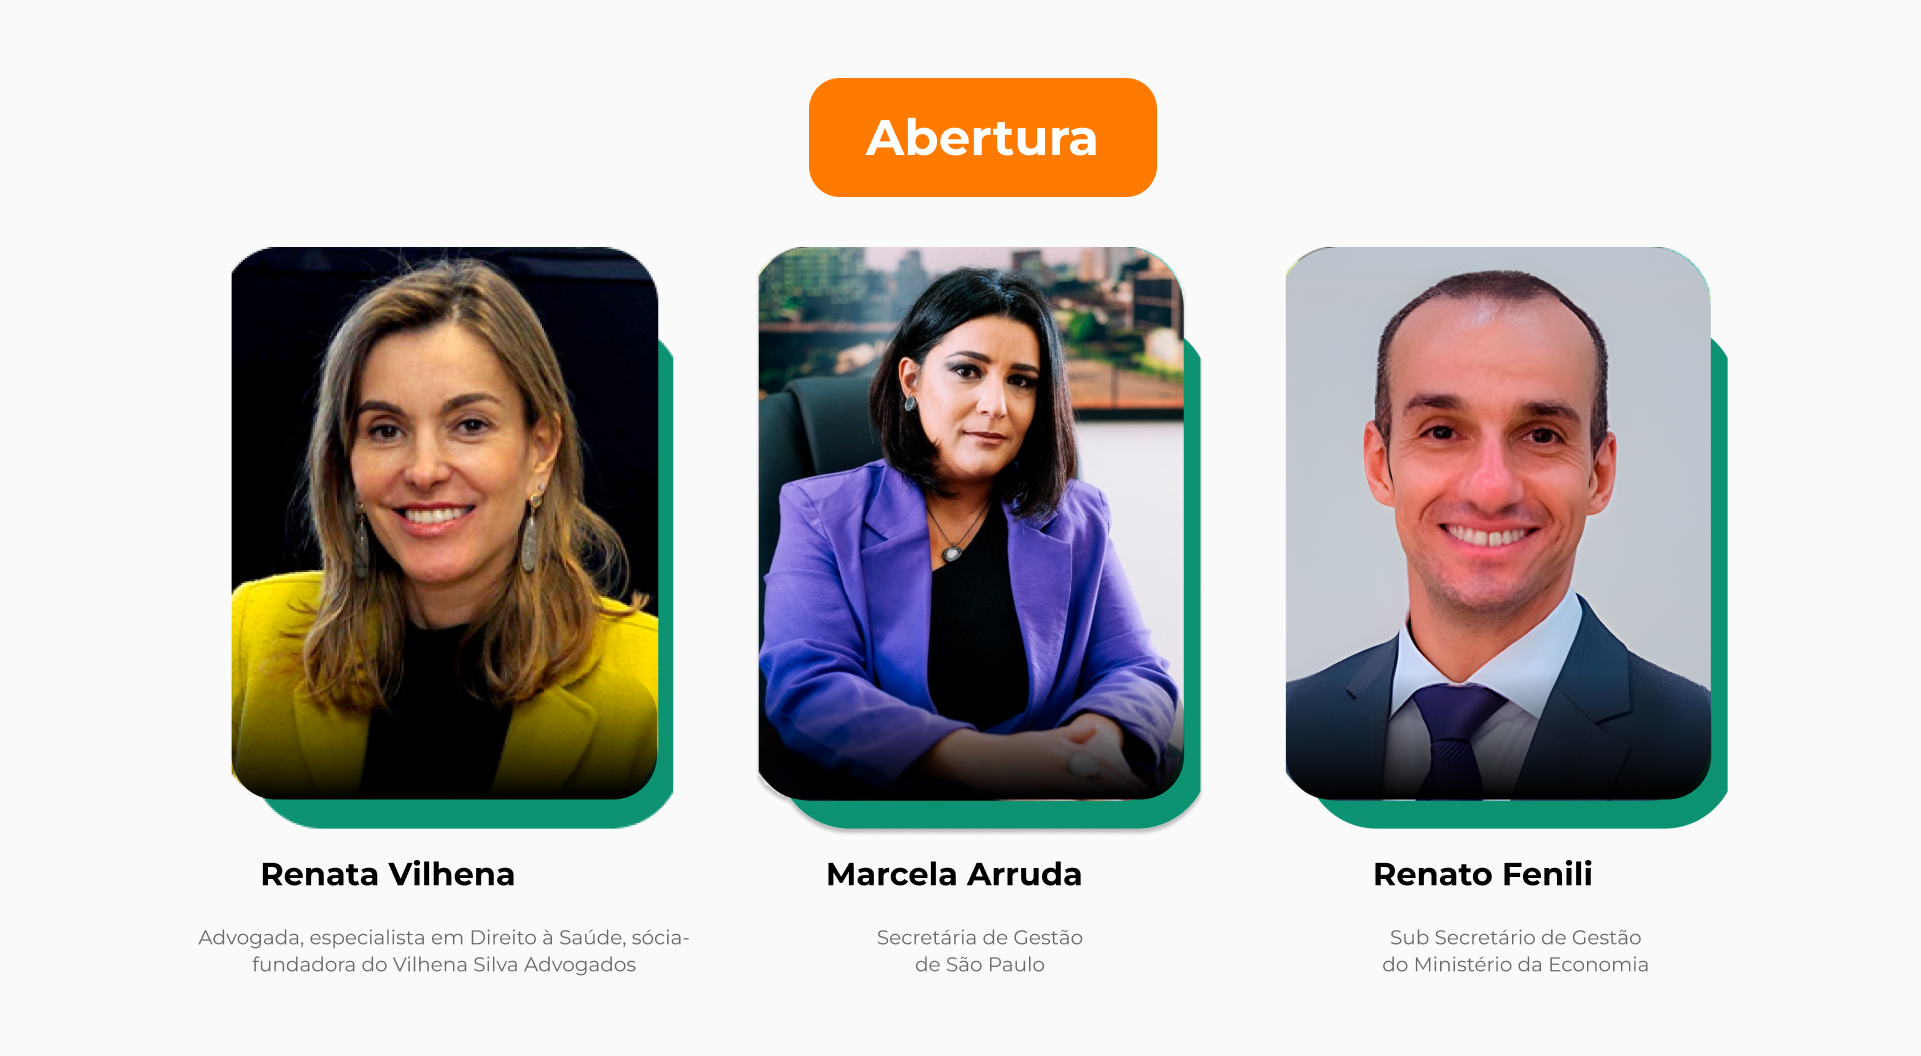 Abertura
Renata Vilhena
Advogada, especialista em Direito à Saúde, sócia-
fundadora do Vilhena Silva Advogados
Marcela Arruda
Secretária de Gestão
de São Paulo
Renato Fenili
Sub Secretário de Gestão
do Ministério da Economia